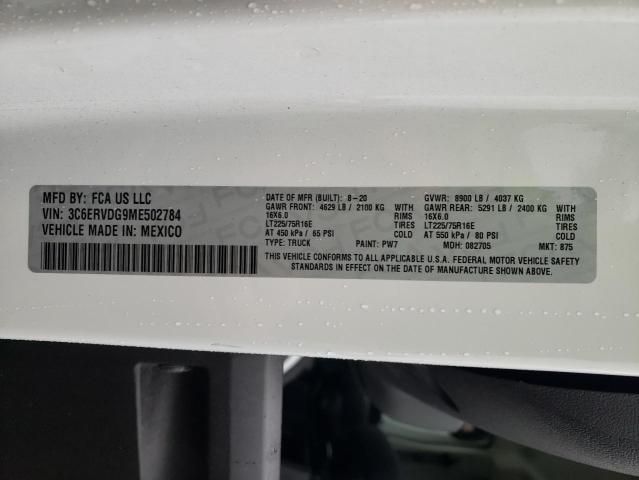 MFD BY: FCA US LLC
VIN: 3C6ERVDG9ME502784
VEHICLE MADE IN: MEXICO
DATE OF MFR (BUILT): 8-20 GVWR: 8900 LB / 4037 KG
GAWR FRONT: 4629 LB / 2100 KG GAWR REAR: 5291 LB / 2400 KG
16X6.0 RIMS 16X6.0 RIMS
LT225/75R16E TIRES LT225/75R16E TIRES
AT 450 kPa / 65 PSI COLD AT 550 kPa / 80 PSI COLD
TYPE: TRUCK PAINT: PW7 MDH: 082705 MKT: 875
THIS VEHICLE CONFORMS TO ALL APPLICABLE U.S.A. FEDERAL MOTOR VEHICLE SAFETY
STANDARDS IN EFFECT ON THE DATE OF MANUFACTURE SHOWN ABOVE.